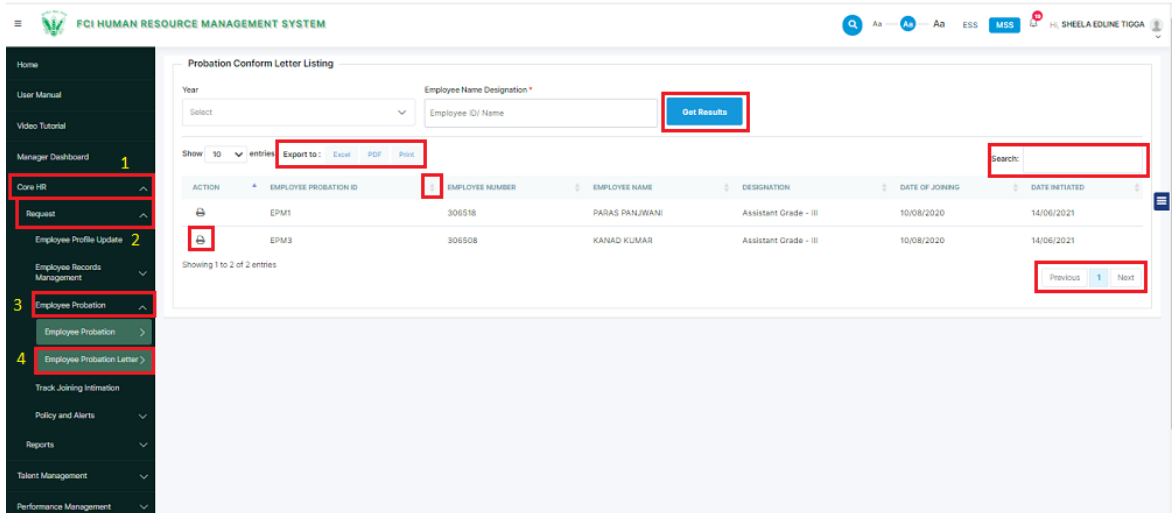 FCI HUMAN RESOURCE MANAGEMENT SYSTEM
Aa Aa Aa ESS MSS Hi, SHEELA EDLINE TIGGA
Home
User Manual
Video Tutorial
Manager Dashboard
1
Core HR
Request
Employee Profile Update 2
Employee Records
Management
3 Employee Probation
Employee Probation
4 Employee Probation Letter
Track Joining Intimation
Policy and Alerts
Reports
Talent Management
Performance Management
Probation Conform Letter Listing
Year Employee Name Designation *
Select Employee ID/ Name Get Results
Show 10 entries Export to : Excel PDF Print Search:
ACTION EMPLOYEE PROBATION ID EMPLOYEE NUMBER EMPLOYEE NAME DESIGNATION DATE OF JOINING DATE INITIATED
EPM1 306518 PARAS PANJWANI Assistant Grade - III 10/08/2020 14/06/2021
EPM3 306508 KANAD KUMAR Assistant Grade - III 10/08/2020 14/06/2021
Showing 1 to 2 of 2 entries
Previous 1 Next